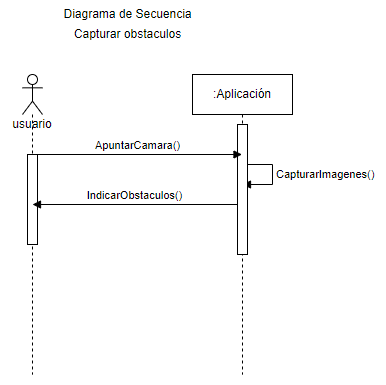 Diagrama de Secuencia
Capturar obstaculos
usuario
:Aplicación
ApuntarCamara()
CapturarImagenes()
IndicarObstaculos()